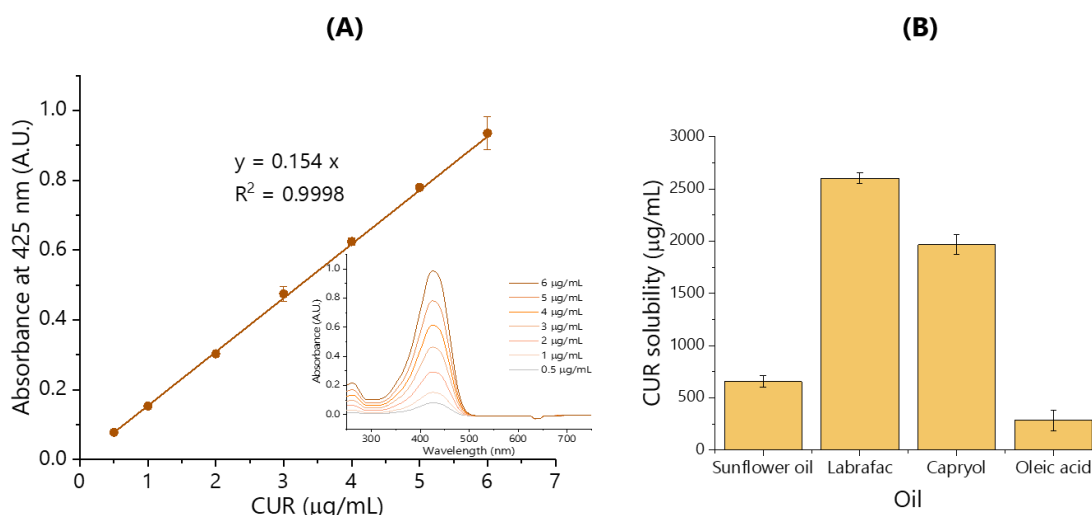 (A)
Absorbance at 425 nm (A.U.)
1.0
0.8
0.6
0.4
0.2
0.0
y = 0.154 x
R² = 0.9998
0 1 2 3 4 5 6 7
CUR (µg/mL)
Absorbance (A.U.)
1.0
0.8
0.6
0.4
0.2
0.0
300 400 500 600 700
Wavelength (nm)
6 µg/mL
5 µg/mL
4 µg/mL
3 µg/mL
2 µg/mL
1 µg/mL
0.5 µg/mL
(B)
CUR solubility (µg/mL)
3000
2500
2000
1500
1000
500
0
Sunflower oil Labrafac Capryol Oleic acid
Oil